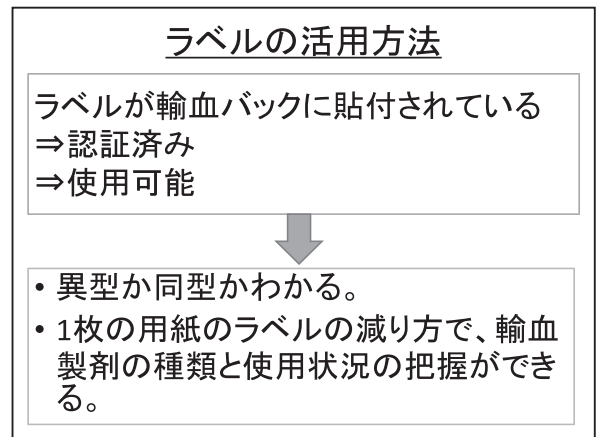 ラベルの活用方法
ラベルが輸血バックに貼付されている
⇒認証済み
⇒使用可能
• 異型か同型かわかる。
• 1枚の用紙のラベルの減り方で、輸血
製剤の種類と使用状況の把握ができ
る。